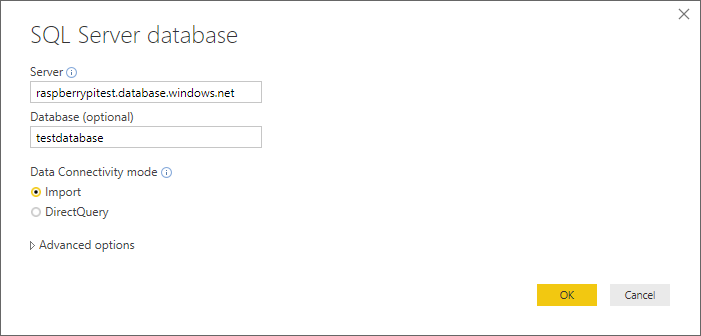 SQL Server database
Server
raspberrypitest.database.windows.net
Database (optional)
testdatabase
Data Connectivity mode
Import
DirectQuery
Advanced options
OK Cancel